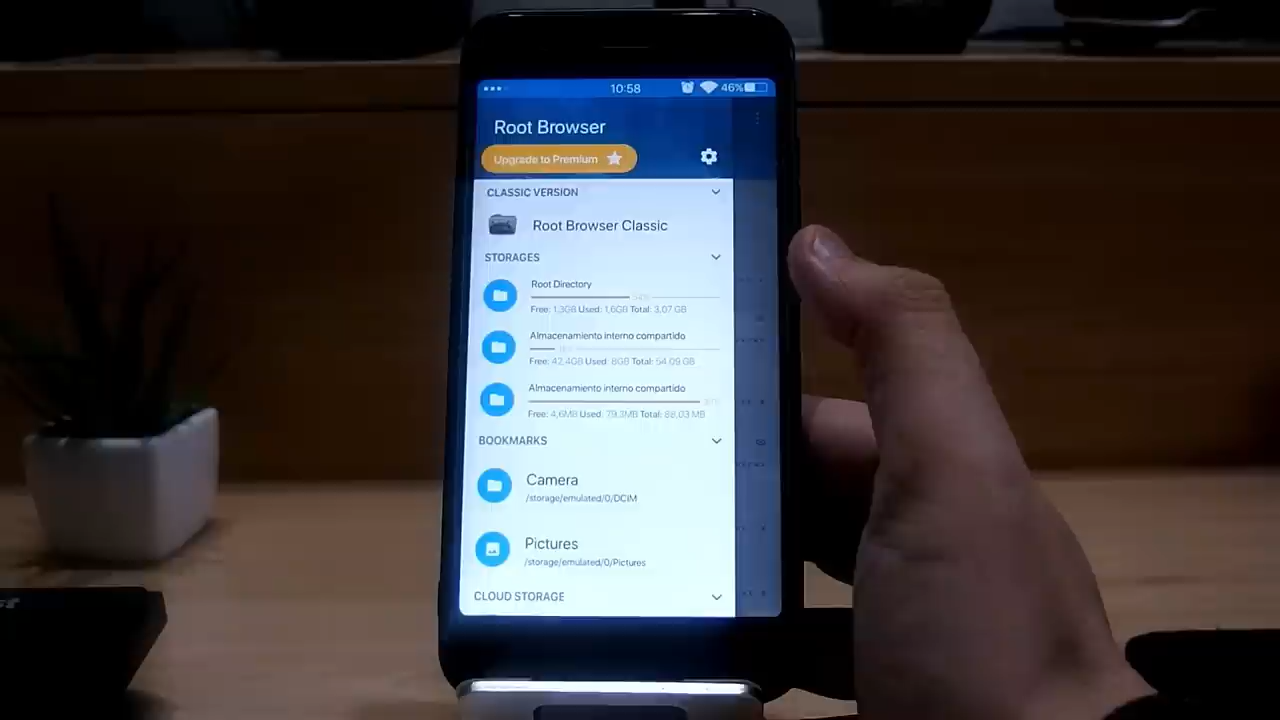 10:58
46%
Root Browser
Upgrade to Premium
CLASSIC VERSION
Root Browser Classic
STORAGES
Root Directory
Free: 1,3GB Used: 1,6GB Total: 3,07 GB
Almacenamiento interno compartido
Free: 42,4GB Used: 8GB Total: 54,09 GB
Almacenamiento interno compartido
Free: 4,6MB Used: 79,3MB Total: 88,03 MB
BOOKMARKS
Camera
/storage/emulated/0/DCIM
Pictures
/storage/emulated/0/Pictures
CLOUD STORAGE